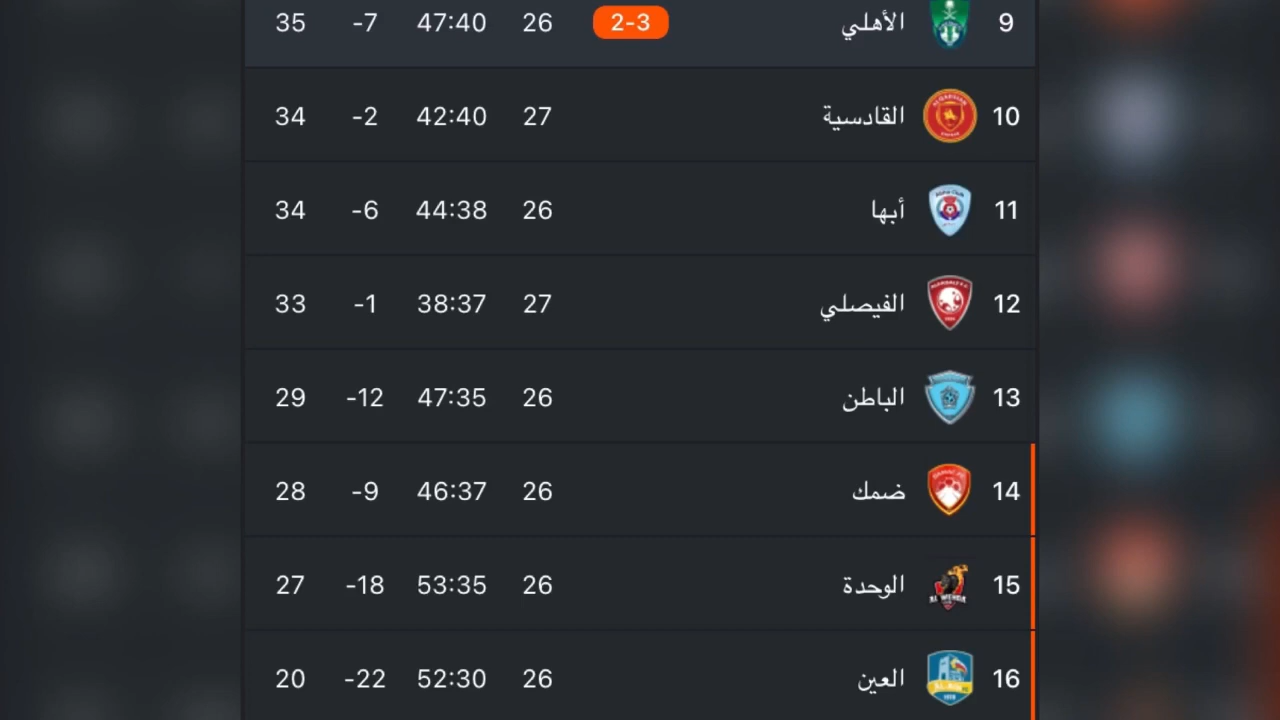 9 الأهلي 2-3 26 47:40 -7 35
10 القادسية 27 42:40 -2 34
11 أبها 26 44:38 -6 34
12 الفيصلي 27 38:37 -1 33
13 الباطن 26 47:35 -12 29
14 ضمك 26 46:37 -9 28
15 الوحدة 26 53:35 -18 27
16 العين 26 52:30 -22 20